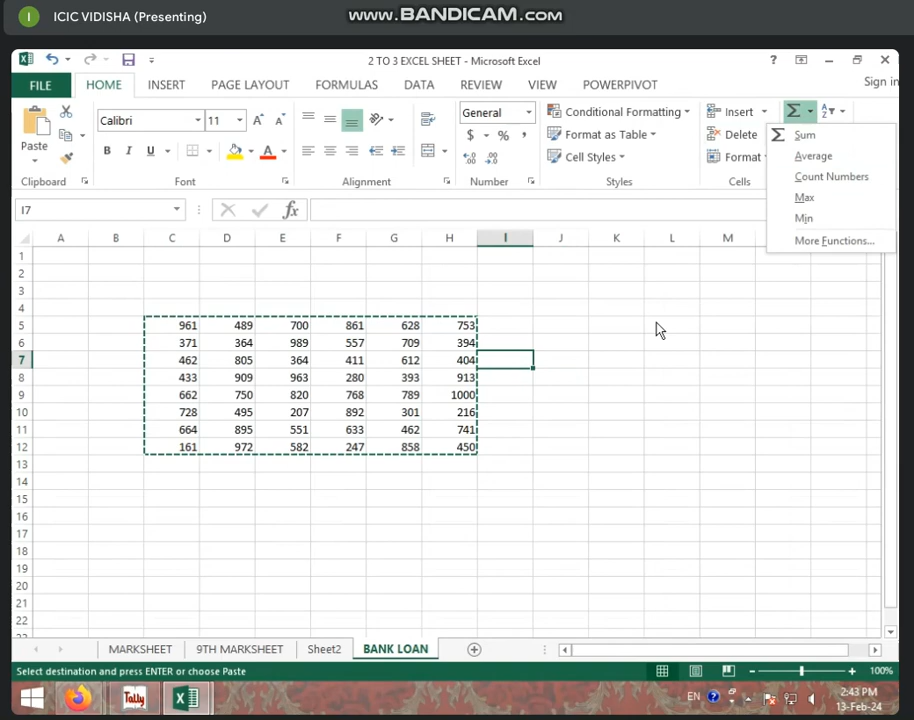 I ICIC VIDISHA (Presenting)
www.BANDICAM.com
2 TO 3 EXCEL SHEET - Microsoft Excel
?
FILE HOME INSERT PAGE LAYOUT FORMULAS DATA REVIEW VIEW POWERPIVOT Sign in
Paste
Calibri 11
B I U
General
$ % ,
Conditional Formatting
Format as Table
Cell Styles
Insert
Delete
Format
Clipboard Font Alignment Number Styles Cells
Sum
Average
Count Numbers
Max
Min
More Functions...
I7
fx
A B C D E F G H I J K L M
1
2
3
4
5 961 489 700 861 628 753
6 371 364 989 557 709 394
7 462 805 364 411 612 404
8 433 909 963 280 393 913
9 662 750 820 768 789 1000
10 728 495 207 892 301 216
11 664 895 551 633 462 741
12 161 972 582 247 858 450
13
14
15
16
17
18
19
20
21
22
MARKSHEET 9TH MARKSHEET Sheet2 BANK LOAN
Select destination and press ENTER or choose Paste 100%
Tally EN 2:43 PM
13-Feb-24